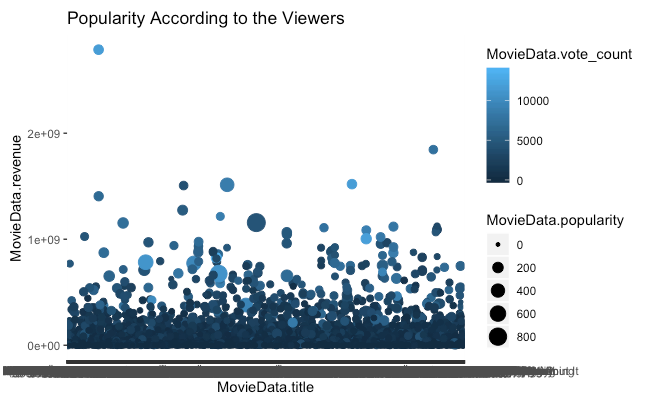 Popularity According to the Viewers
MovieData.revenue
2e+09
1e+09
0e+00
MovieData.title
MovieData.vote_count
10000
5000
0
MovieData.popularity
0
200
400
600
800